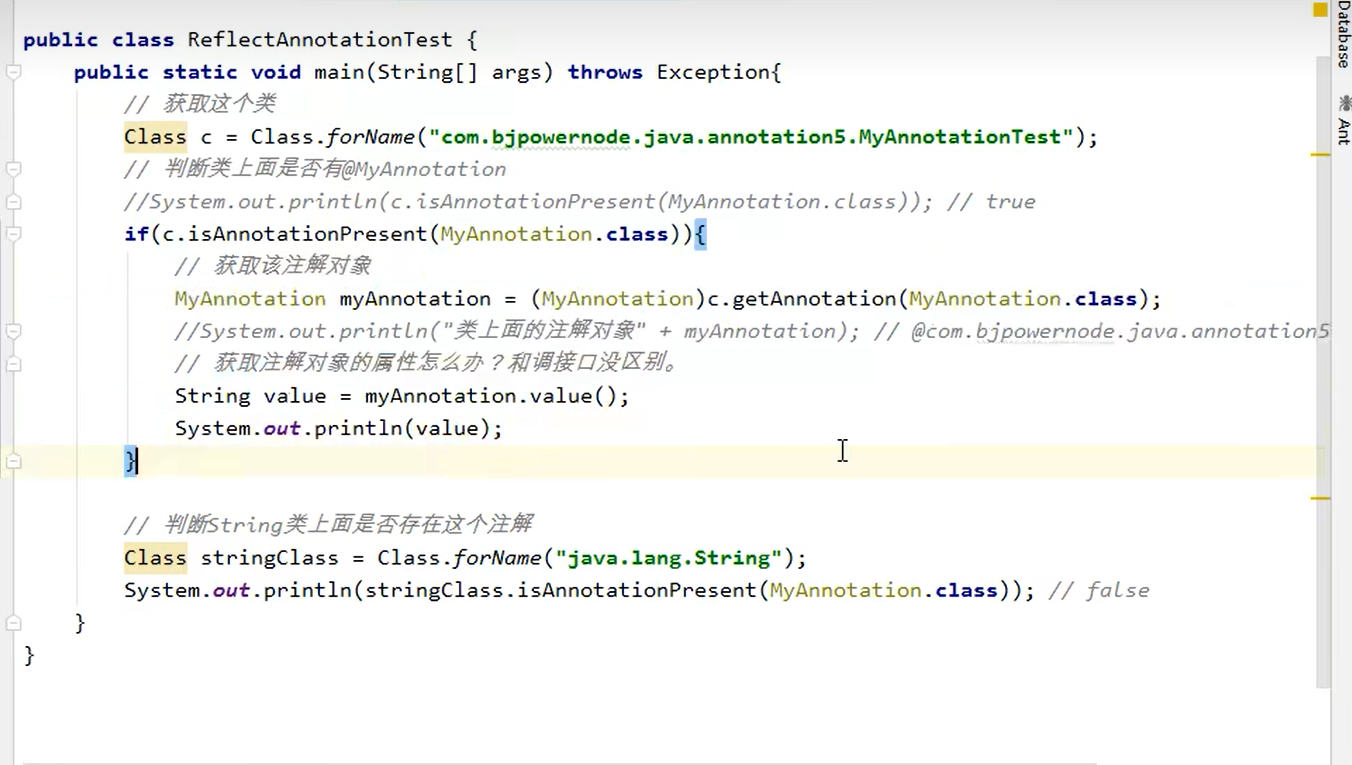 public class ReflectAnnotationTest {
    public static void main(String[] args) throws Exception{
        // 获取这个类
        Class c = Class.forName("com.bjpowernode.java.annotation5.MyAnnotationTest");
        // 判断类上面是否有@MyAnnotation
        //System.out.println(c.isAnnotationPresent(MyAnnotation.class)); // true
        if(c.isAnnotationPresent(MyAnnotation.class)){
            // 获取该注解对象
            MyAnnotation myAnnotation = (MyAnnotation)c.getAnnotation(MyAnnotation.class);
            //System.out.println("类上面的注解对象" + myAnnotation); // @com.bjpowernode.java.annotation5
            // 获取注解对象的属性怎么办？和调接口没区别。
            String value = myAnnotation.value();
            System.out.println(value);
        }
        // 判断String类上面是否存在这个注解
        Class stringClass = Class.forName("java.lang.String");
        System.out.println(stringClass.isAnnotationPresent(MyAnnotation.class)); // false
    }
}
Database
Ant